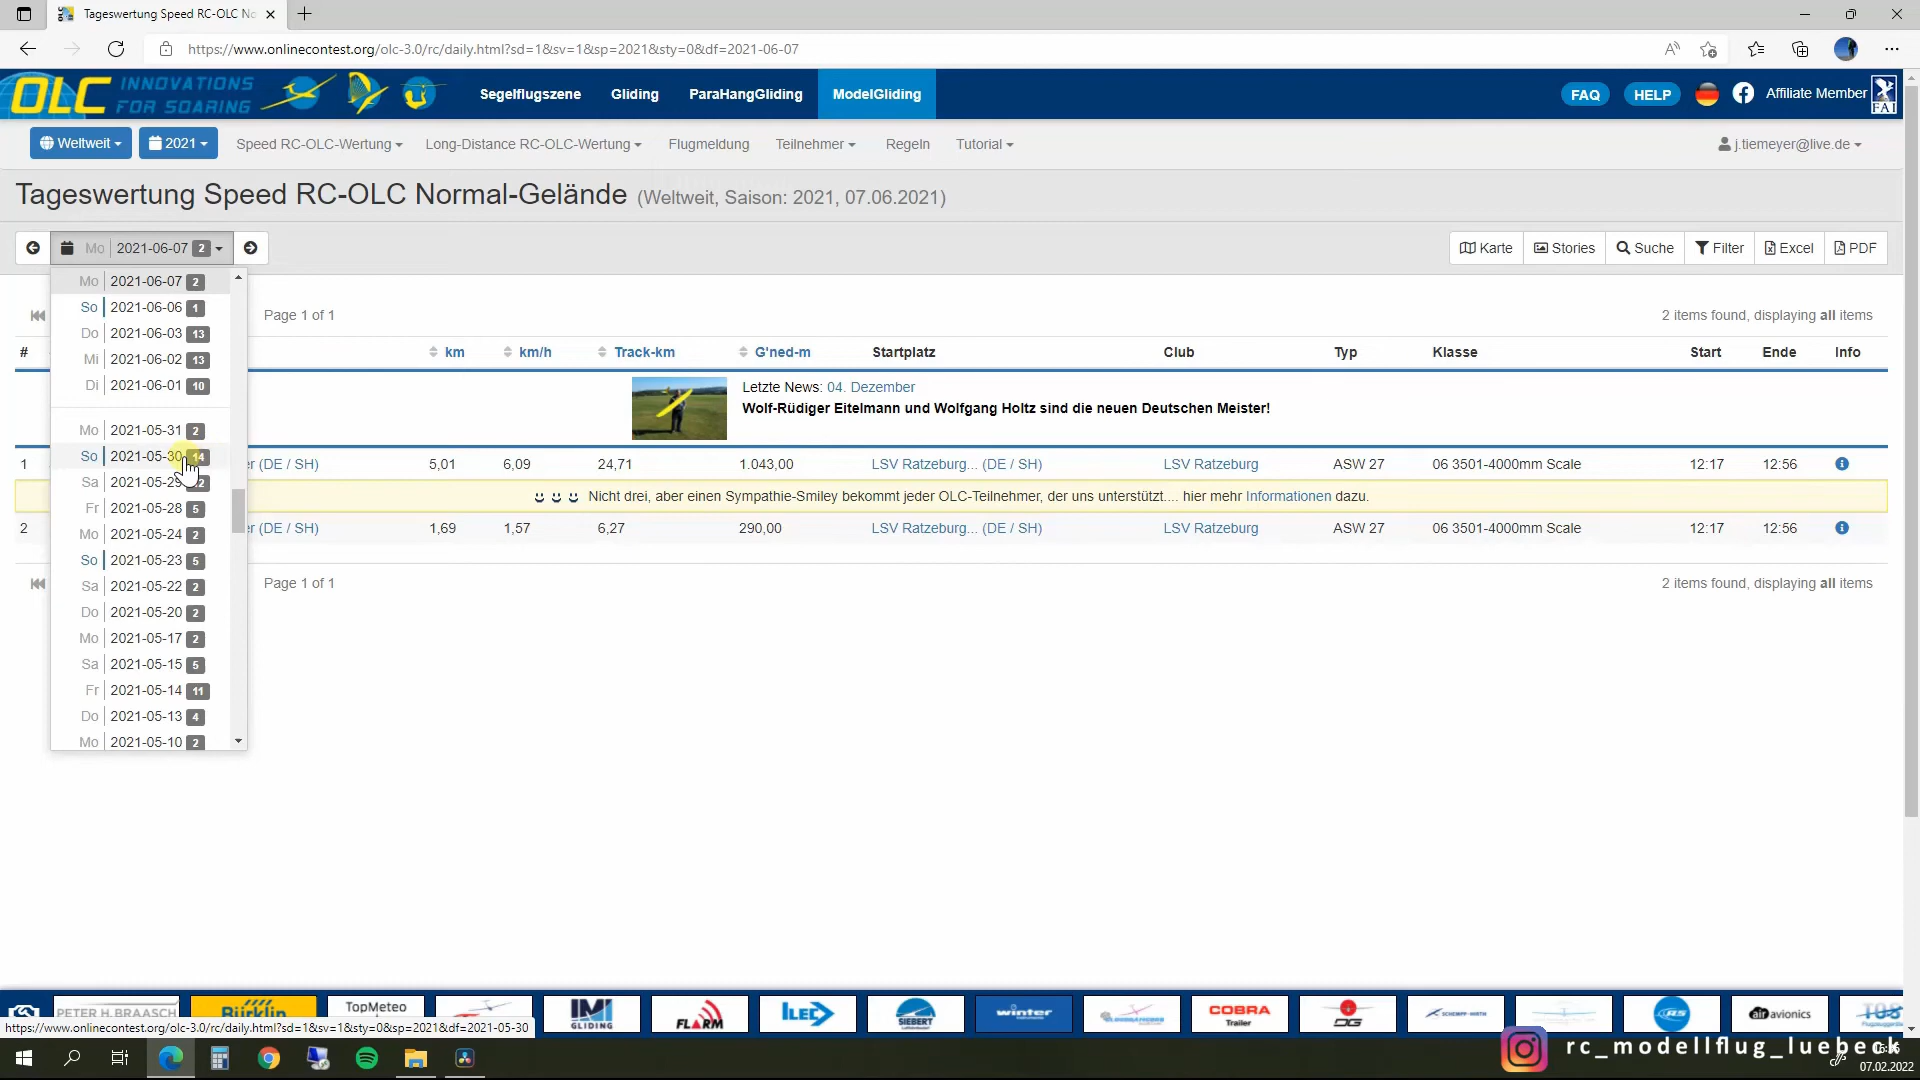 Tageswertung Speed RC-OLC No
https://www.onlinecontest.org/olc-3.0/rc/daily.html?sd=1&sv=1&sp=2021&sty=0&df=2021-06-07
OLC INNOVATIONS FOR SOARING
Segelflugszene Gliding ParaHangGliding ModelGliding
FAQ HELP Affiliate Member FAI
Weltweit 2021 Speed RC-OLC-Wertung Long-Distance RC-OLC-Wertung Flugmeldung Teilnehmer Regeln Tutorial j.tiemeyer@live.de
Tageswertung Speed RC-OLC Normal-Gelände (Weltweit, Saison: 2021, 07.06.2021)
Mo 2021-06-07 2 Karte Stories Suche Filter Excel PDF
Mo 2021-06-07 2
So 2021-06-06 1
Do 2021-06-03 13
Mi 2021-06-02 13
Di 2021-06-01 10
Mo 2021-05-31 2
So 2021-05-30 14
Sa 2021-05-29
Fr 2021-05-28 5
Mo 2021-05-24 2
So 2021-05-23 5
Sa 2021-05-22 2
Do 2021-05-20 2
Mo 2021-05-17 2
Sa 2021-05-15 5
Fr 2021-05-14 11
Do 2021-05-13 4
Mo 2021-05-10 2
Page 1 of 1 2 items found, displaying all items
# km km/h Track-km G'ned-m Startplatz Club Typ Klasse Start Ende Info
Letzte News: 04. Dezember
Wolf-Rüdiger Eitelmann und Wolfgang Holtz sind die neuen Deutschen Meister!
1 (DE / SH) 5,01 6,09 24,71 1.043,00 LSV Ratzeburg... (DE / SH) LSV Ratzeburg ASW 27 06 3501-4000mm Scale 12:17 12:56
Nicht drei, aber einen Sympathie-Smiley bekommt jeder OLC-Teilnehmer, der uns unterstützt.... hier mehr Informationen dazu.
2 (DE / SH) 1,69 1,57 6,27 290,00 LSV Ratzeburg... (DE / SH) LSV Ratzeburg ASW 27 06 3501-4000mm Scale 12:17 12:56
Page 1 of 1 2 items found, displaying all items
PETER H. BRAASCH Bürklin TopMeteo IMI GLIDING FLARM ILEC SIEBERT winter COBRA Trailer DG SCHEMPP-HIRTH air avionics
https://www.onlinecontest.org/olc-3.0/rc/daily.html?sd=1&sv=1&sty=0&sp=2021&df=2021-05-30
rc_modellflug_luebeck
07.02.2022